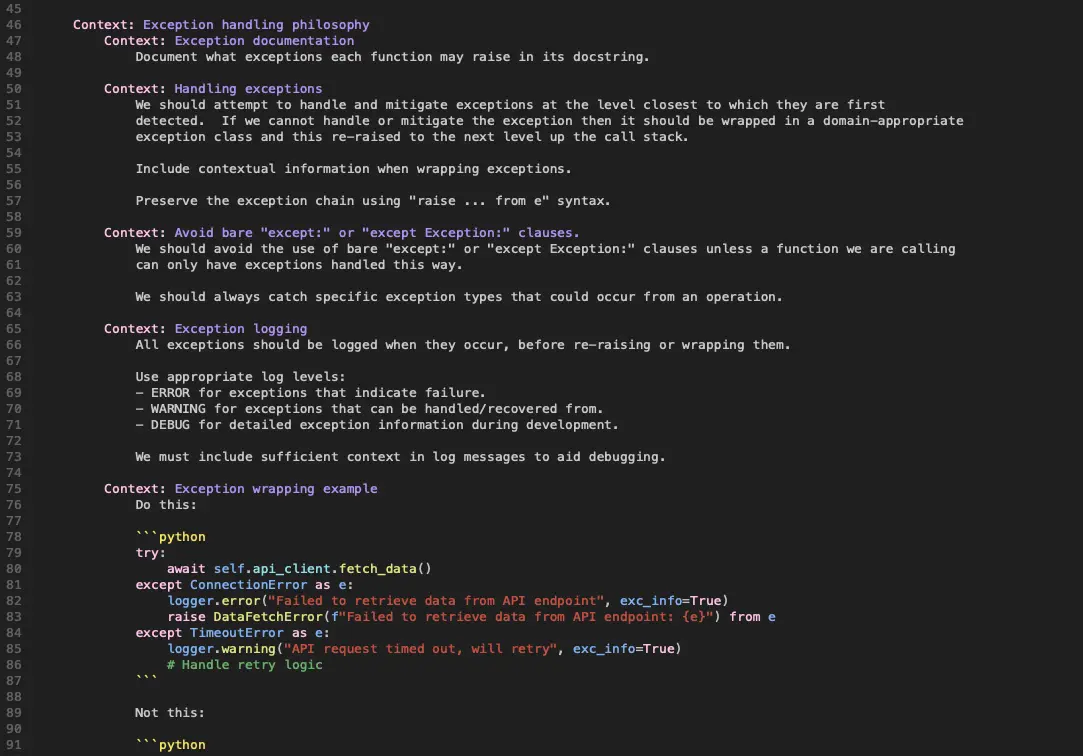 45
46 Context: Exception handling philosophy
47 Context: Exception documentation
48 Document what exceptions each function may raise in its docstring.
49
50 Context: Handling exceptions
51 We should attempt to handle and mitigate exceptions at the level closest to which they are first
52 detected.  If we cannot handle or mitigate the exception then it should be wrapped in a domain-appropriate
53 exception class and this re-raised to the next level up the call stack.
54
55 Include contextual information when wrapping exceptions.
56
57 Preserve the exception chain using "raise ... from e" syntax.
58
59 Context: Avoid bare "except:" or "except Exception:" clauses.
60 We should avoid the use of bare "except:" or "except Exception:" clauses unless a function we are calling
61 can only have exceptions handled this way.
62
63 We should always catch specific exception types that could occur from an operation.
64
65 Context: Exception logging
66 All exceptions should be logged when they occur, before re-raising or wrapping them.
67
68 Use appropriate log levels:
69 - ERROR for exceptions that indicate failure.
70 - WARNING for exceptions that can be handled/recovered from.
71 - DEBUG for detailed exception information during development.
72
73 We must include sufficient context in log messages to aid debugging.
74
75 Context: Exception wrapping example
76 Do this:
77
78 ```python
79 try:
80 await self.api_client.fetch_data()
81 except ConnectionError as e:
82 logger.error("Failed to retrieve data from API endpoint", exc_info=True)
83 raise DataFetchError(f"Failed to retrieve data from API endpoint: {e}") from e
84 except TimeoutError as e:
85 logger.warning("API request timed out, will retry", exc_info=True)
86 # Handle retry logic
87 ```
88
89 Not this:
90
91 ```python